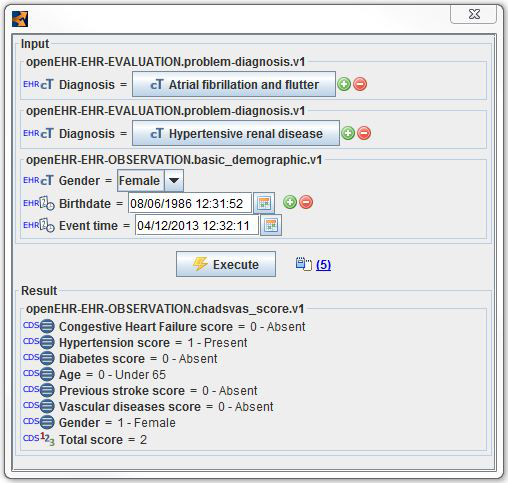 Input
openEHR-EHR-EVALUATION.problem-diagnosis.v1
EHR cT Diagnosis = cT Atrial fibrillation and flutter
openEHR-EHR-EVALUATION.problem-diagnosis.v1
EHR cT Diagnosis = cT Hypertensive renal disease
openEHR-EHR-OBSERVATION.basic_demographic.v1
EHR cT Gender = Female
EHR Birthdate = 08/06/1986 12:31:52
EHR Event time = 04/12/2013 12:32:11
Execute (5)
Result
openEHR-EHR-OBSERVATION.chadsvas_score.v1
CDS Congestive Heart Failure score = 0 - Absent
CDS Hypertension score = 1 - Present
CDS Diabetes score = 0 - Absent
CDS Age = 0 - Under 65
CDS Previous stroke score = 0 - Absent
CDS Vascular diseases score = 0 - Absent
CDS Gender = 1 - Female
CDS 123 Total score = 2